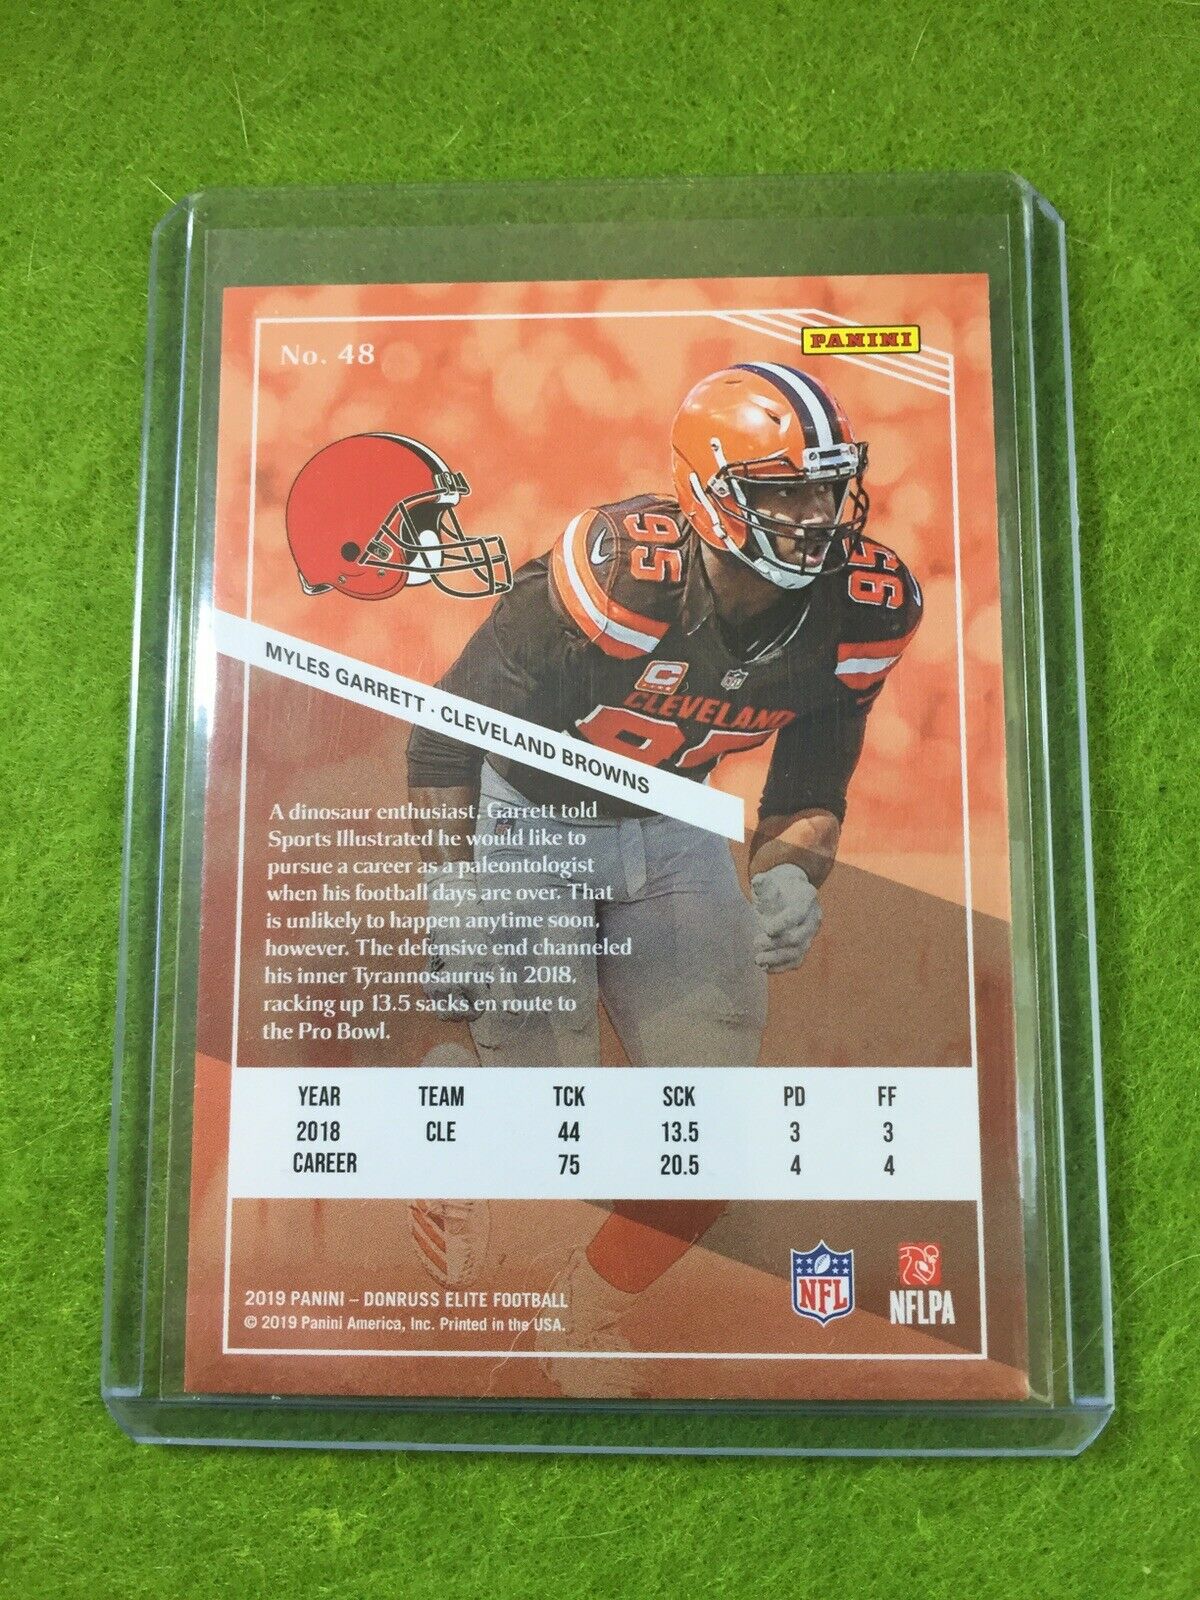 No. 48
PANINI
95
95
C
NFL
CLEVELAND
95
MYLES GARRETT · CLEVELAND BROWNS
A dinosaur enthusiast, Garrett told
Sports Illustrated he would like to
pursue a career as a paleontologist
when his football days are over. That
is unlikely to happen anytime soon,
however. The defensive end channeled
his inner Tyrannosaurus in 2018,
racking up 13.5 sacks en route to
the Pro Bowl.
YEAR TEAM TCK SCK PD FF
2018 CLE 44 13.5 3 3
CAREER 75 20.5 4 4
2019 PANINI – DONRUSS ELITE FOOTBALL
© 2019 Panini America, Inc. Printed in the USA.
NFL
NFLPA